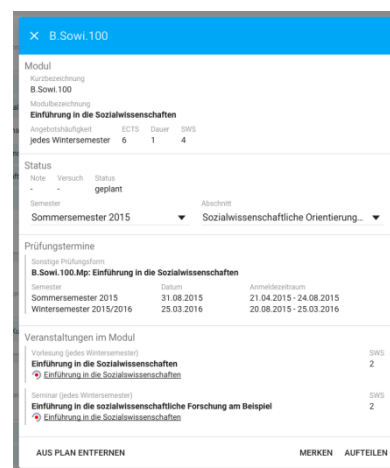 × B.Sowi.100
Modul
Kurzbezeichnung
B.Sowi.100
Modulbezeichnung
Einführung in die Sozialwissenschaften
Angebotshäufigkeit ECTS Dauer SWS
jedes Wintersemester 6 1 4
Status
Note Versuch Status
- - geplant
Semester Abschnitt
Sommersemester 2015 Sozialwissenschaftliche Orientierung...
Prüfungstermine
Sonstige Prüfungsform
B.Sowi.100.Mp: Einführung in die Sozialwissenschaften
Semester Datum Anmeldezeitraum
Sommersemester 2015 31.08.2015 21.04.2015 - 24.08.2015
Wintersemester 2015/2016 25.03.2016 20.08.2015 - 25.03.2016
Veranstaltungen im Modul
Vorlesung (jedes Wintersemester) SWS
Einführung in die Sozialwissenschaften 2
Einführung in die Sozialswissenschaften
Seminar (jedes Wintersemester) SWS
Einführung in die sozialwissenschaftliche Forschung am Beispiel 2
Einführung in die Sozialswissenschaften
AUS PLAN ENTFERNEN MERKEN AUFTEILEN